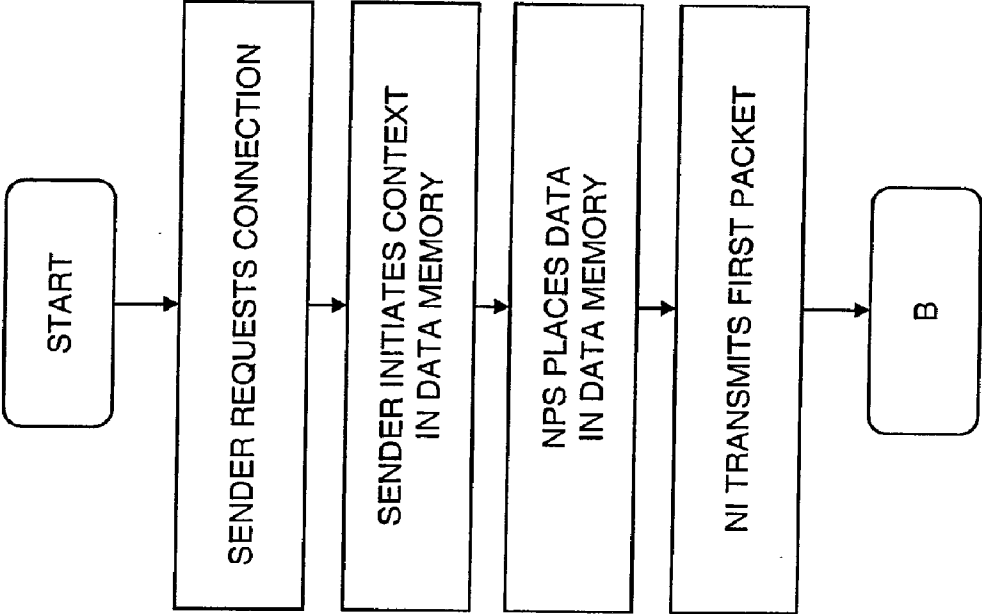 START
SENDER REQUESTS CONNECTION
SENDER INITIATES CONTEXT
IN DATA MEMORY
NPS PLACES DATA
IN DATA MEMORY
NI TRANSMITS FIRST PACKET
B